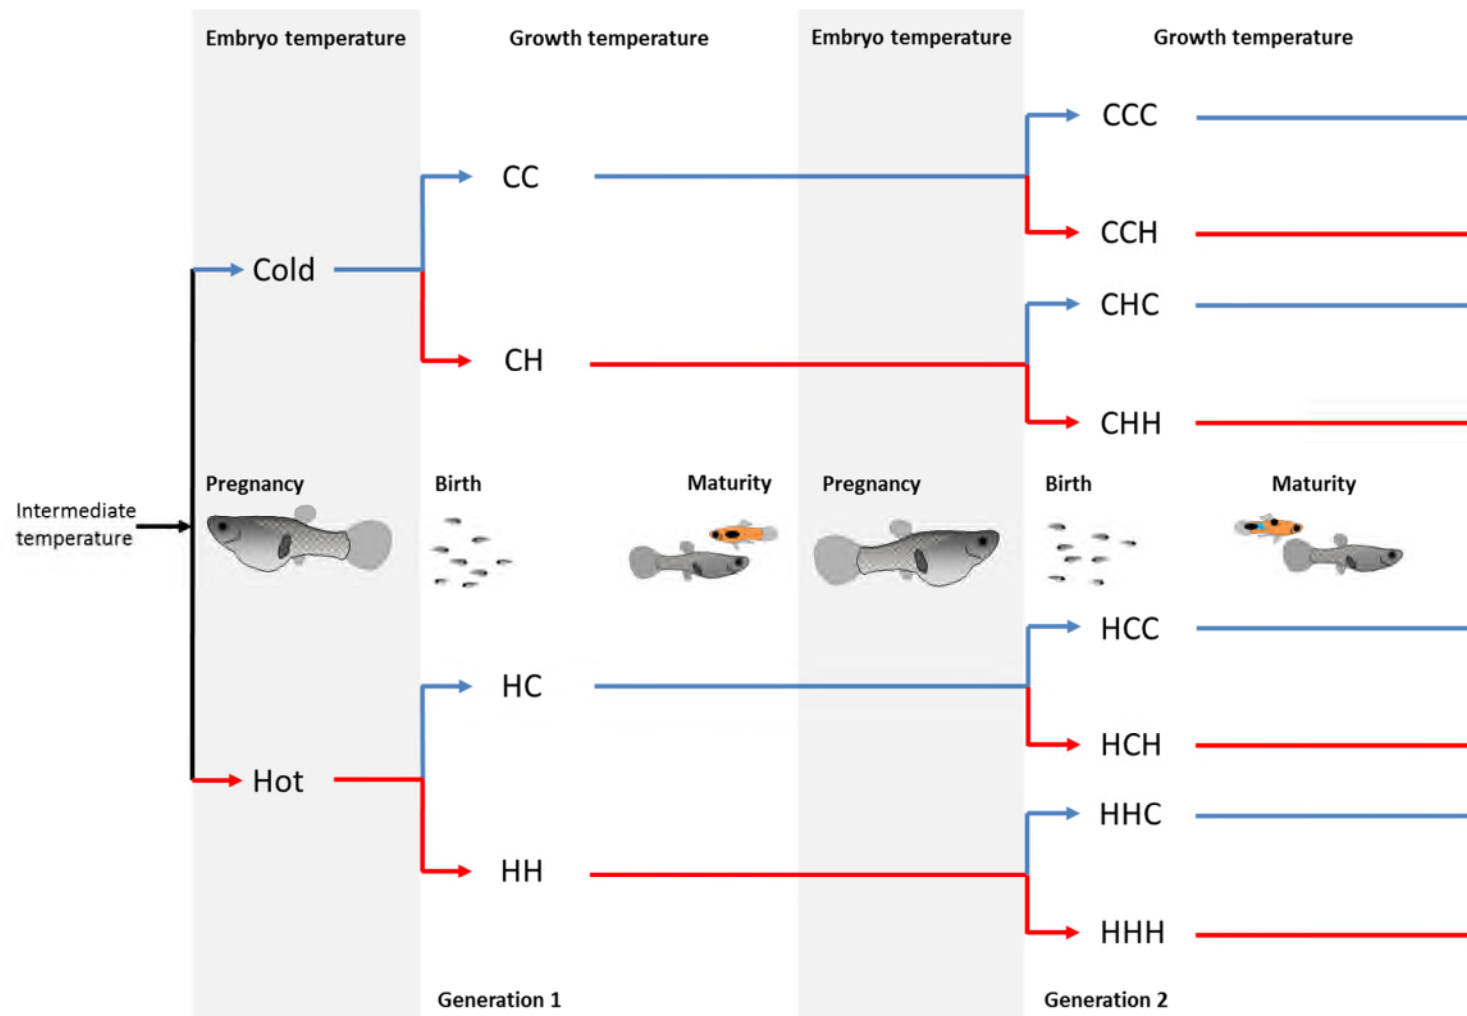 Embryo temperature
Growth temperature
Embryo temperature
Growth temperature
CCC
CC
CCH
Cold
CHC
CH
CHH
Pregnancy
Birth
Maturity
Pregnancy
Birth
Maturity
Intermediate
temperature
HCC
HC
HCH
Hot
HHC
HH
HHH
Generation 1
Generation 2